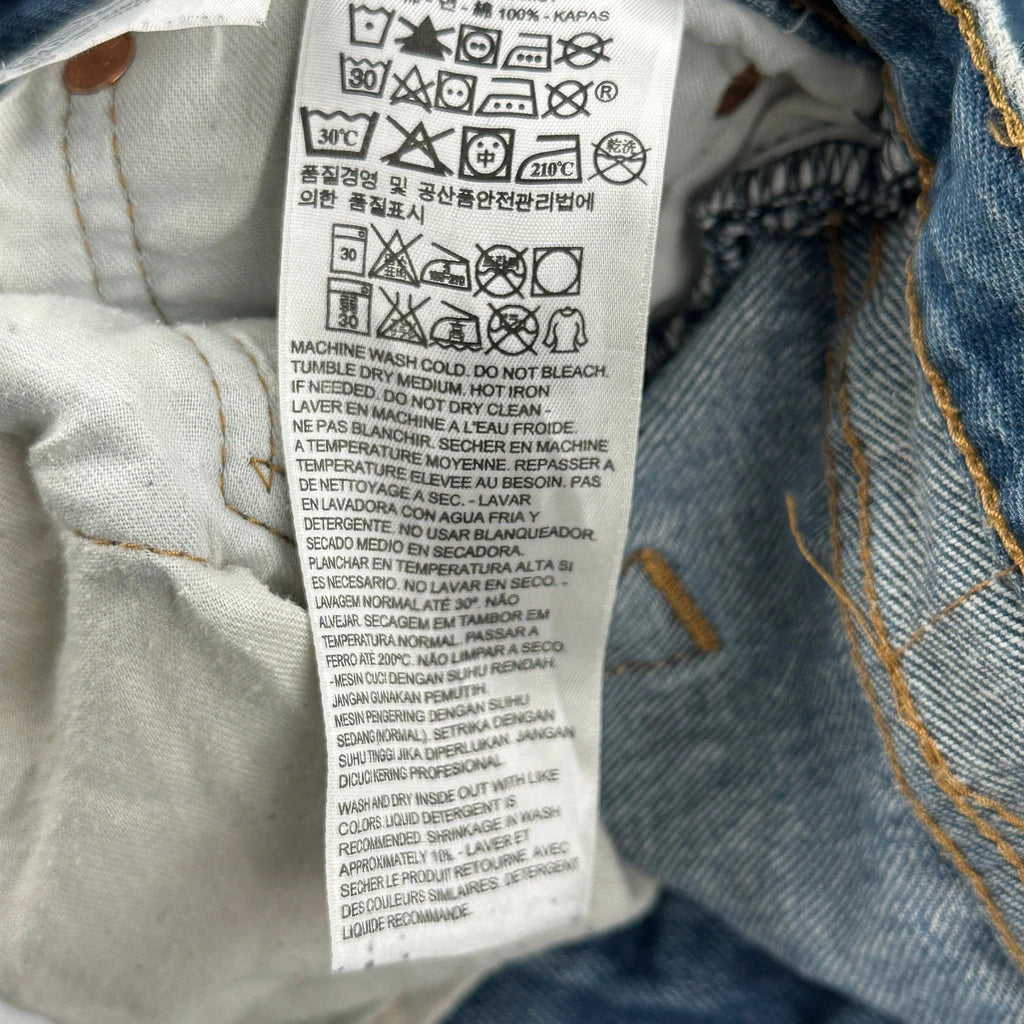 綿 100% - KAPAS
30 ®
30℃ 中 210℃ 乾洗
품질경영 및 공산품안전관리법에
의한 품질표시
30
30 高
MACHINE WASH COLD. DO NOT BLEACH.
TUMBLE DRY MEDIUM. HOT IRON
IF NEEDED. DO NOT DRY CLEAN -
LAVER EN MACHINE A L'EAU FROIDE.
NE PAS BLANCHIR. SECHER EN MACHINE
A TEMPERATURE MOYENNE. REPASSER A
TEMPERATURE ELEVEE AU BESOIN. PAS
DE NETTOYAGE A SEC. - LAVAR
EN LAVADORA CON AGUA FRIA Y
DETERGENTE. NO USAR BLANQUEADOR.
SECADO MEDIO EN SECADORA.
PLANCHAR EN TEMPERATURA ALTA SI
ES NECESARIO. NO LAVAR EN SECO. -
LAVAGEM NORMAL ATÉ 30º. NÃO
ALVEJAR. SECAGEM EM TAMBOR EM
TEMPERATURA NORMAL. PASSAR A
FERRO ATÉ 200ºC. NÃO LIMPAR A SECO.
-MESIN CUCI DENGAN SUHU RENDAH.
JANGAN GUNAKAN PEMUTIH.
MESIN PENGERING DENGAN SUHU
SEDANG(NORMAL). SETRIKA DENGAN
SUHU TINGGI JIKA DIPERLUKAN. JANGAN
DICUCI KERING PROFESIONAL.
WASH AND DRY INSIDE OUT WITH LIKE
COLORS. LIQUID DETERGENT IS
RECOMMENDED. SHRINKAGE IN WASH
APPROXIMATELY 10%. - LAVER ET
SECHER LE PRODUIT RETOURNE, AVEC
DES COULEURS SIMILAIRES. DETERGENT
LIQUIDE RECOMMANDE.